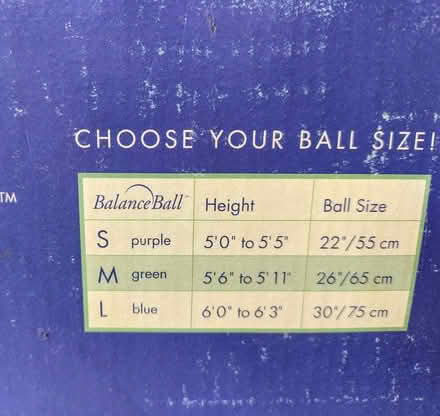 CHOOSE YOUR BALL SIZE!
TM
BalanceBall™ Height Ball Size
S purple 5'0" to 5'5" 22"/55 cm
M green 5'6" to 5'11" 26"/65 cm
L blue 6'0" to 6'3" 30"/75 cm